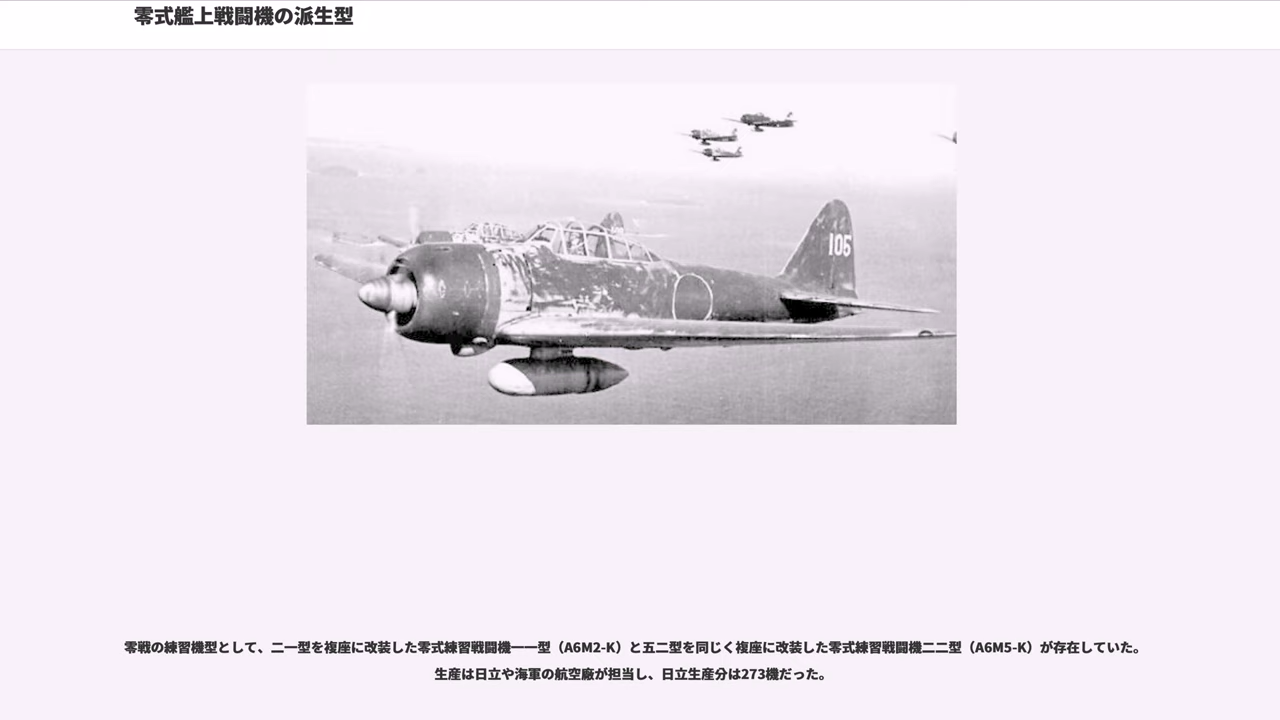 零式艦上戦闘機の派生型
105
零戦の練習機型として、二一型を複座に改装した零式練習戦闘機一一型（A6M2-K）と五二型を同じく複座に改装した零式練習戦闘機二二型（A6M5-K）が存在していた。
生産は日立や海軍の航空廠が担当し、日立生産分は273機だった。